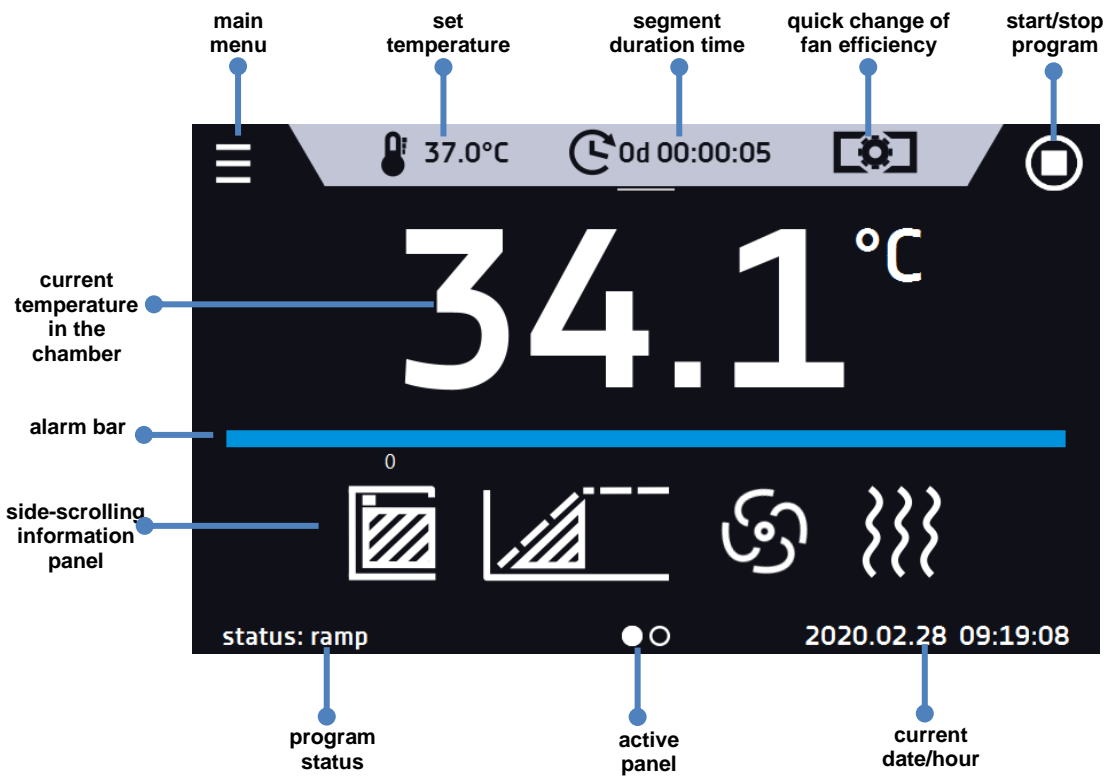 main
menu
set
temperature
segment
duration time
quick change of
fan efficiency
start/stop
program
37.0°C
0d 00:00:05
34.1 °C
current
temperature
in the
chamber
alarm bar
0
side-scrolling
information
panel
status: ramp
2020.02.28 09:19:08
program
status
active
panel
current
date/hour